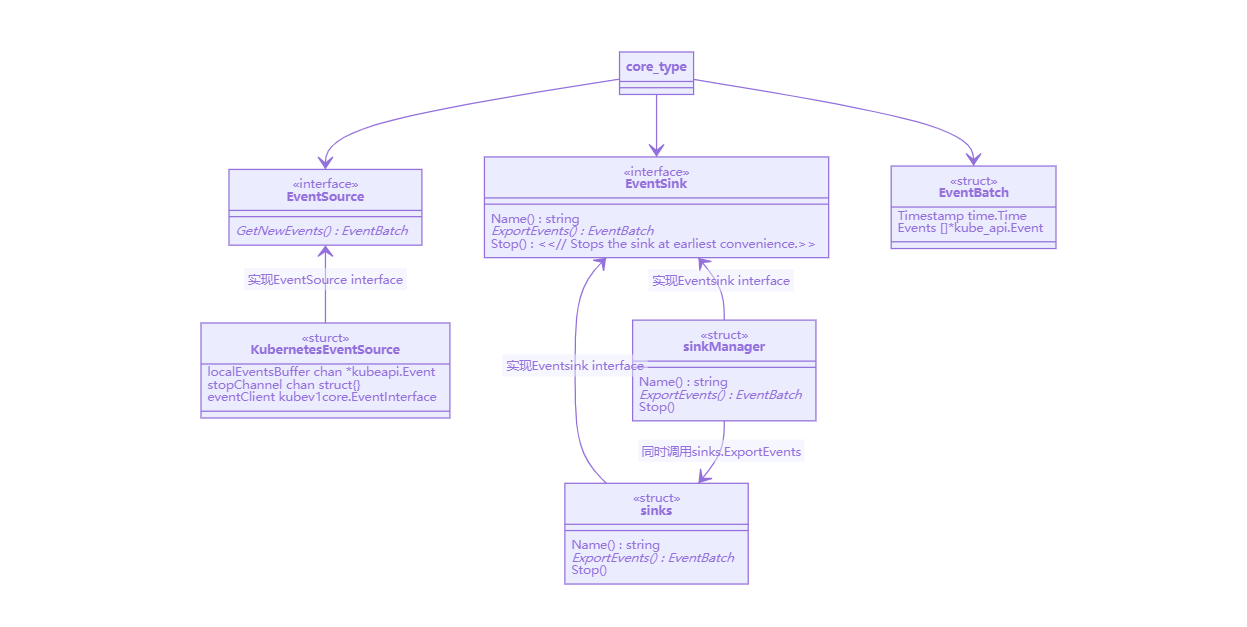 core_type
«interface»
EventSource
GetNewEvents() : EventBatch
«interface»
EventSink
Name() : string
ExportEvents() : EventBatch
Stop() : <<// Stops the sink at earliest convenience.>>
«struct»
EventBatch
Timestamp time.Time
Events []*kube_api.Event
实现EventSource interface
实现Eventsink interface
«sturct»
KubernetesEventSource
localEventsBuffer chan *kubeapi.Event
stopChannel chan struct{}
eventClient kubev1core.EventInterface
实现Eventsink interface
«struct»
sinkManager
Name() : string
ExportEvents() : EventBatch
Stop()
同时调用sinks.ExportEvents
«struct»
sinks
Name() : string
ExportEvents() : EventBatch
Stop()